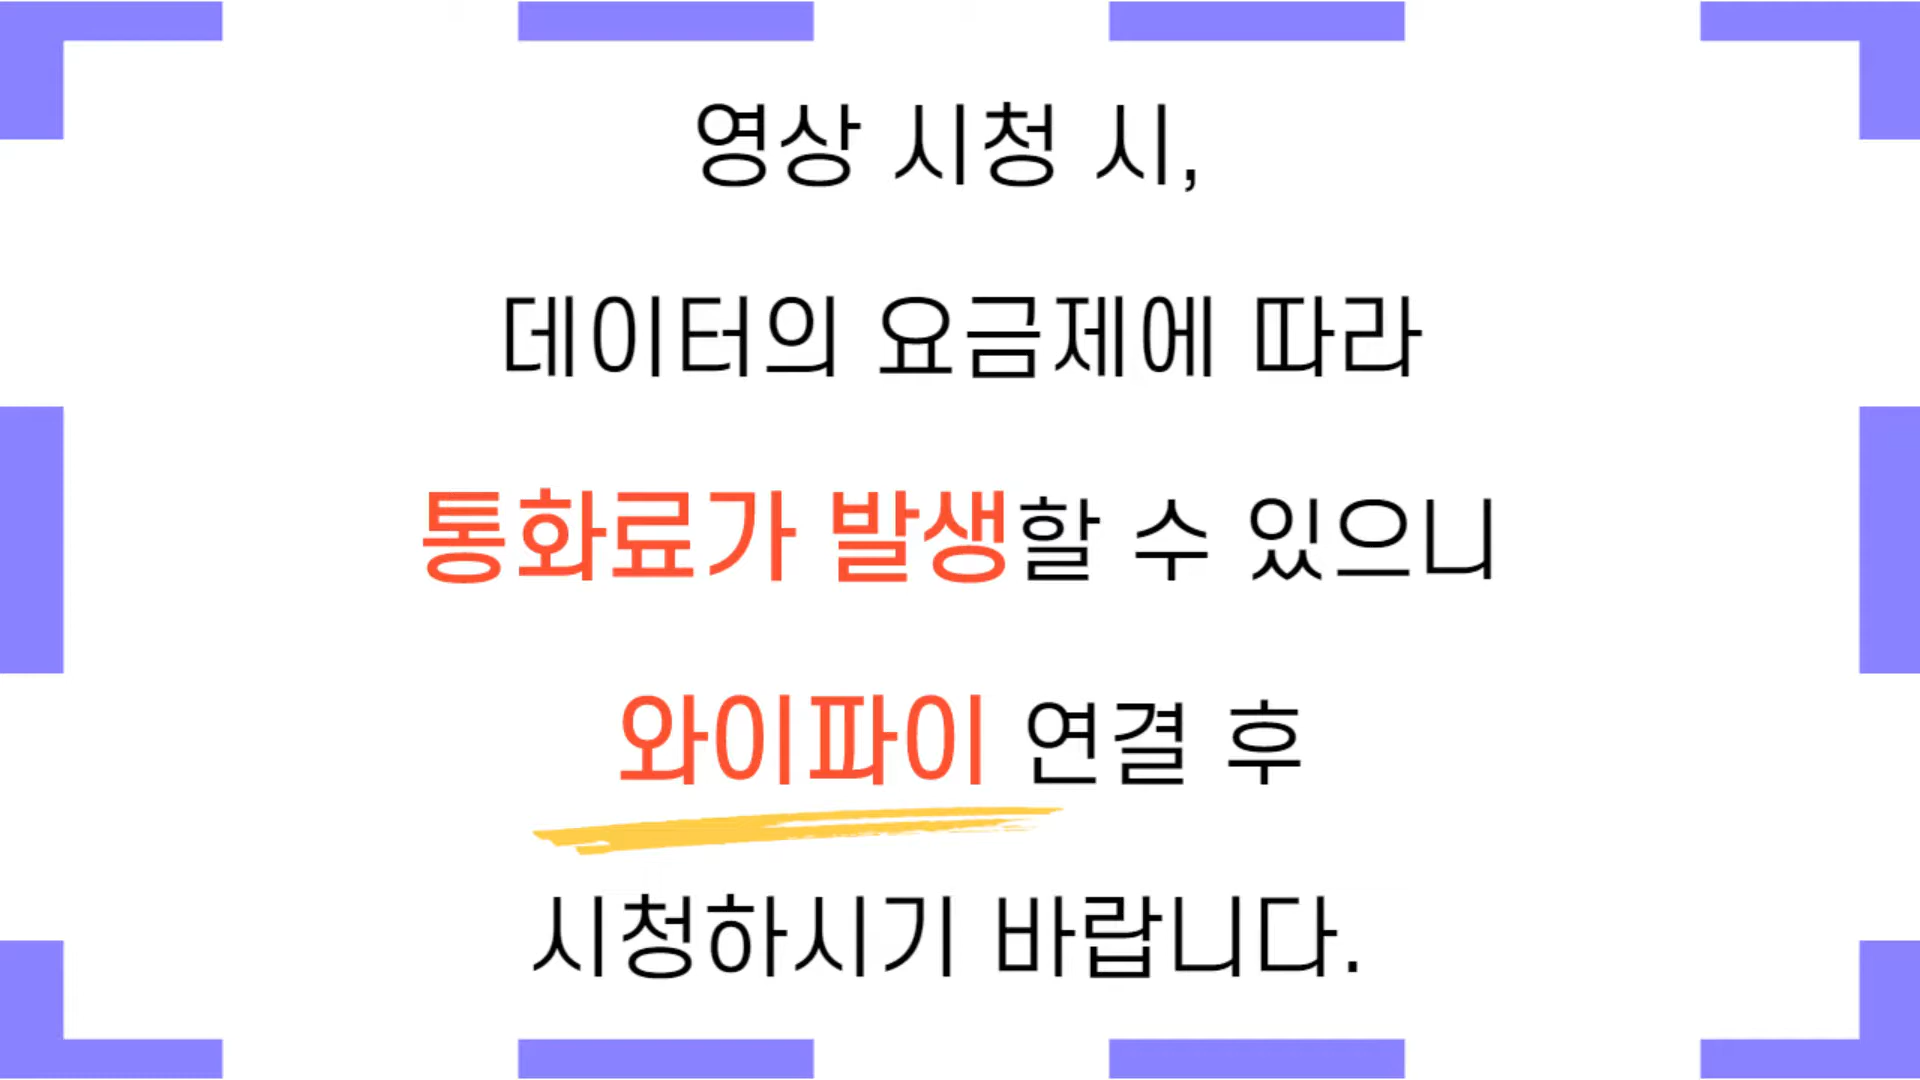 영상 시청 시,
데이터의 요금제에 따라
통화료가 발생할 수 있으니
와이파이 연결 후
시청하시기 바랍니다.